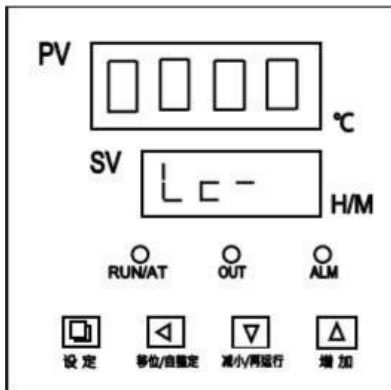 PV
0000
℃
SV
Lc-
H/M
RUN/AT OUT ALM
设定 移位/自整定 减小/再运行 增加